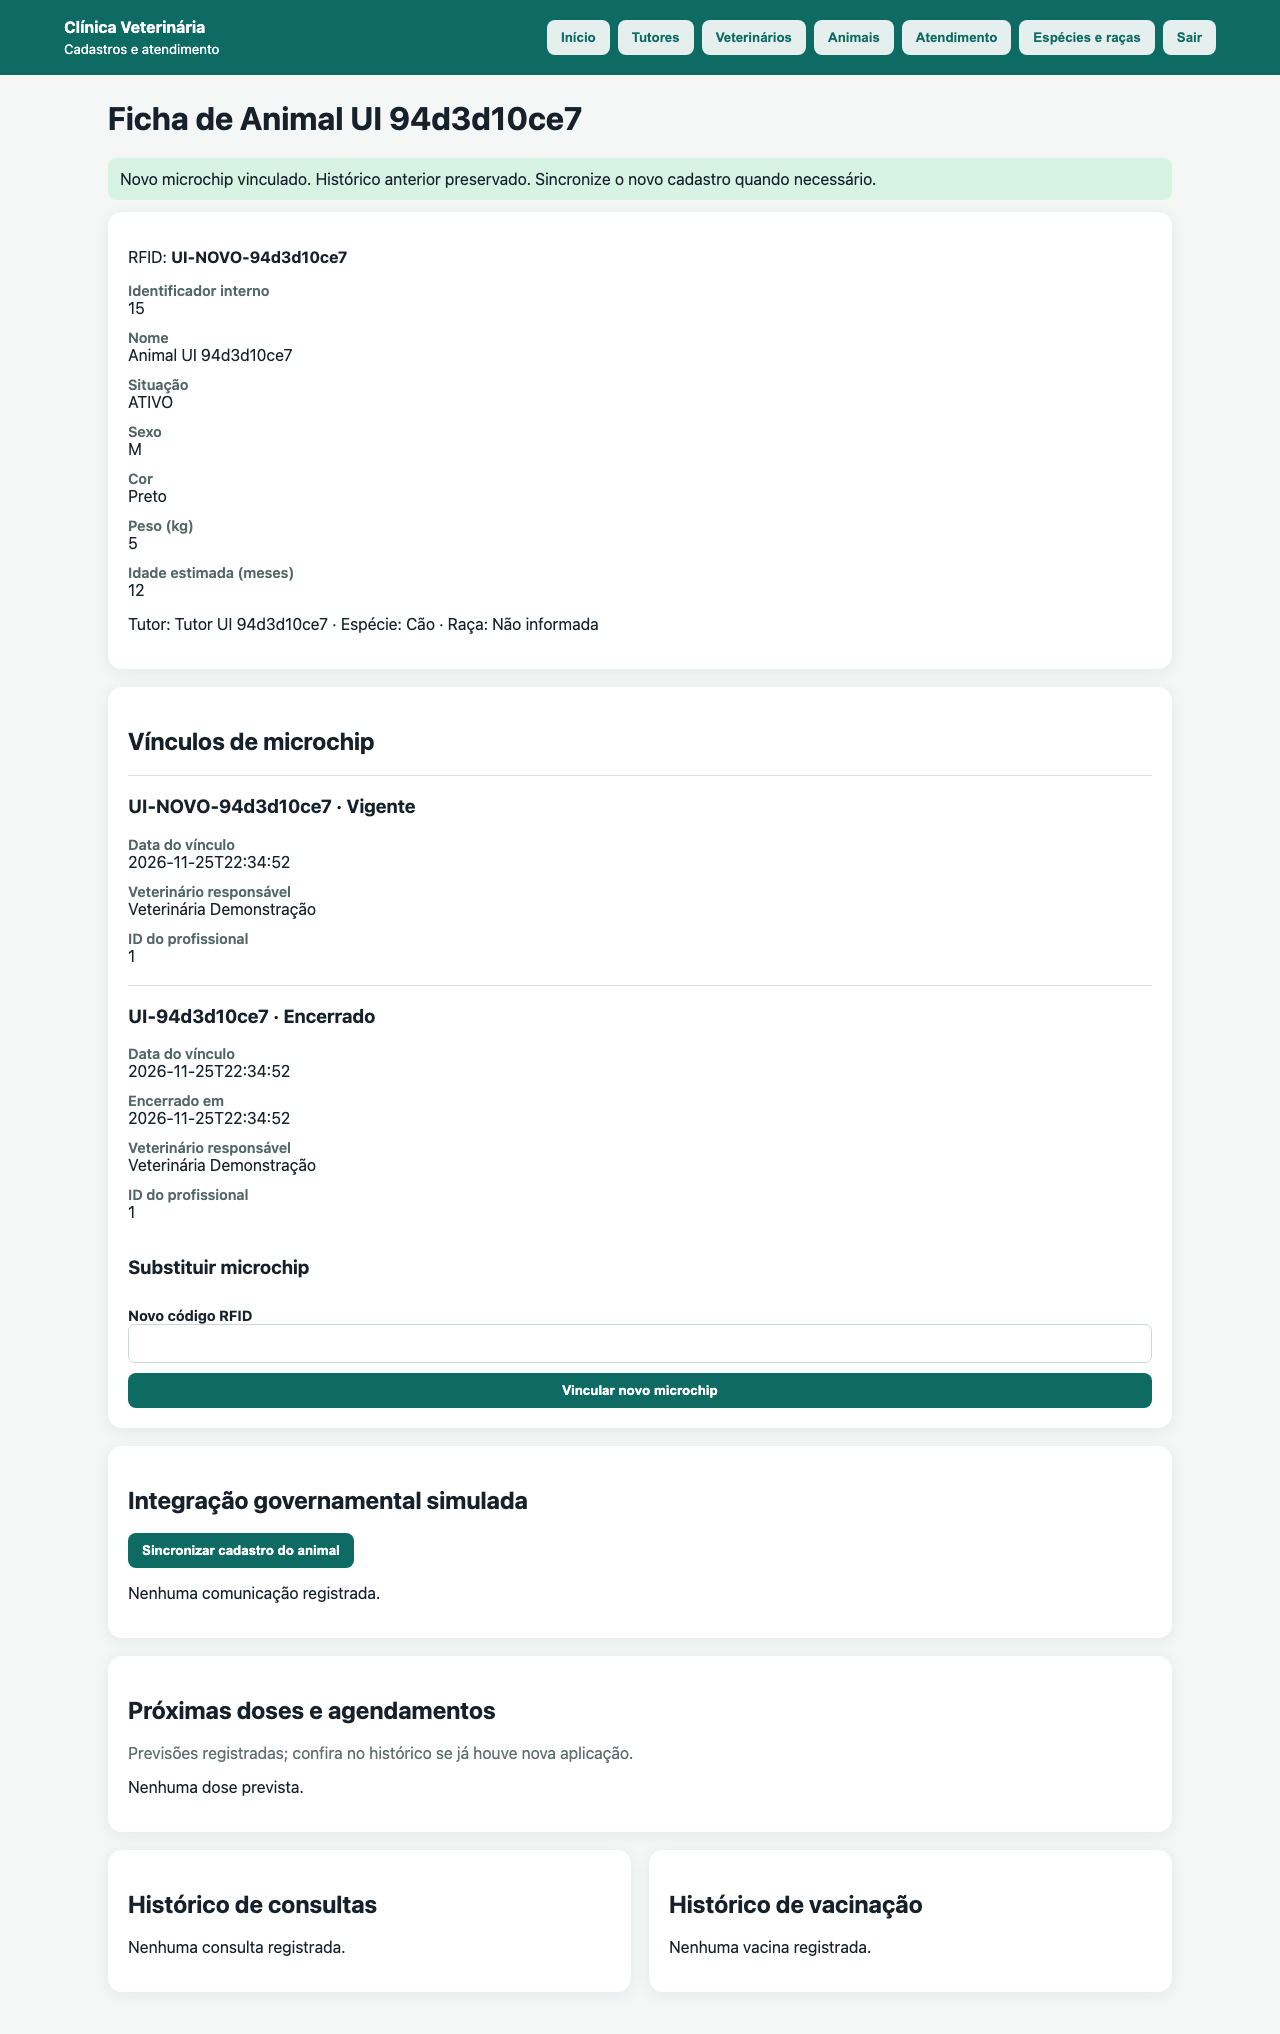 Clínica Veterinária
Cadastros e atendimento
Início
Tutores
Veterinários
Animais
Atendimento
Espécies e raças
Sair
Ficha de Animal UI 94d3d10ce7
Novo microchip vinculado. Histórico anterior preservado. Sincronize o novo cadastro quando necessário.
RFID: UI-NOVO-94d3d10ce7
Identificador interno
15
Nome
Animal UI 94d3d10ce7
Situação
ATIVO
Sexo
M
Cor
Preto
Peso (kg)
5
Idade estimada (meses)
12
Tutor: Tutor UI 94d3d10ce7 · Espécie: Cão · Raça: Não informada
Vínculos de microchip
UI-NOVO-94d3d10ce7 · Vigente
Data do vínculo
2026-11-25T22:34:52
Veterinário responsável
Veterinária Demonstração
ID do profissional
1
UI-94d3d10ce7 · Encerrado
Data do vínculo
2026-11-25T22:34:52
Encerrado em
2026-11-25T22:34:52
Veterinário responsável
Veterinária Demonstração
ID do profissional
1
Substituir microchip
Novo código RFID
Vincular novo microchip
Integração governamental simulada
Sincronizar cadastro do animal
Nenhuma comunicação registrada.
Próximas doses e agendamentos
Previsões registradas; confira no histórico se já houve nova aplicação.
Nenhuma dose prevista.
Histórico de consultas
Nenhuma consulta registrada.
Histórico de vacinação
Nenhuma vacina registrada.